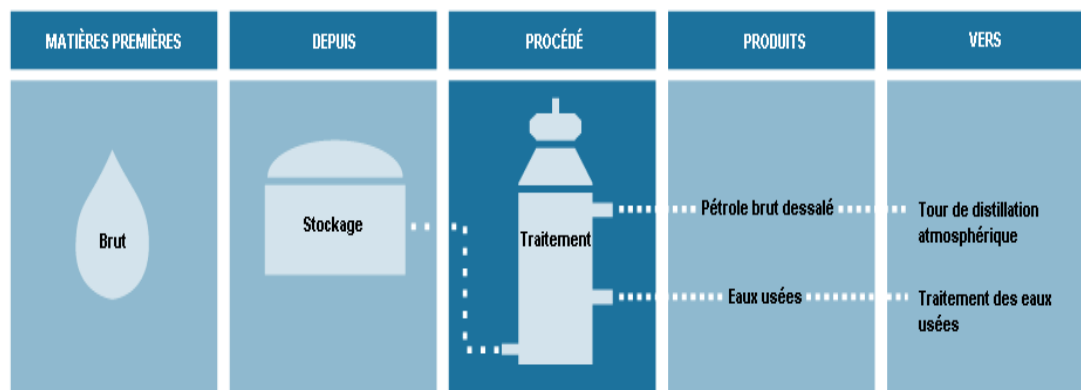 MATIÈRES PREMIÈRES
DEPUIS
PROCÉDÉ
PRODUITS
VERS
Brut
Stockage
Traitement
Pétrole brut dessalé
Tour de distillation
atmosphérique
Eaux usées
Traitement des eaux
usées